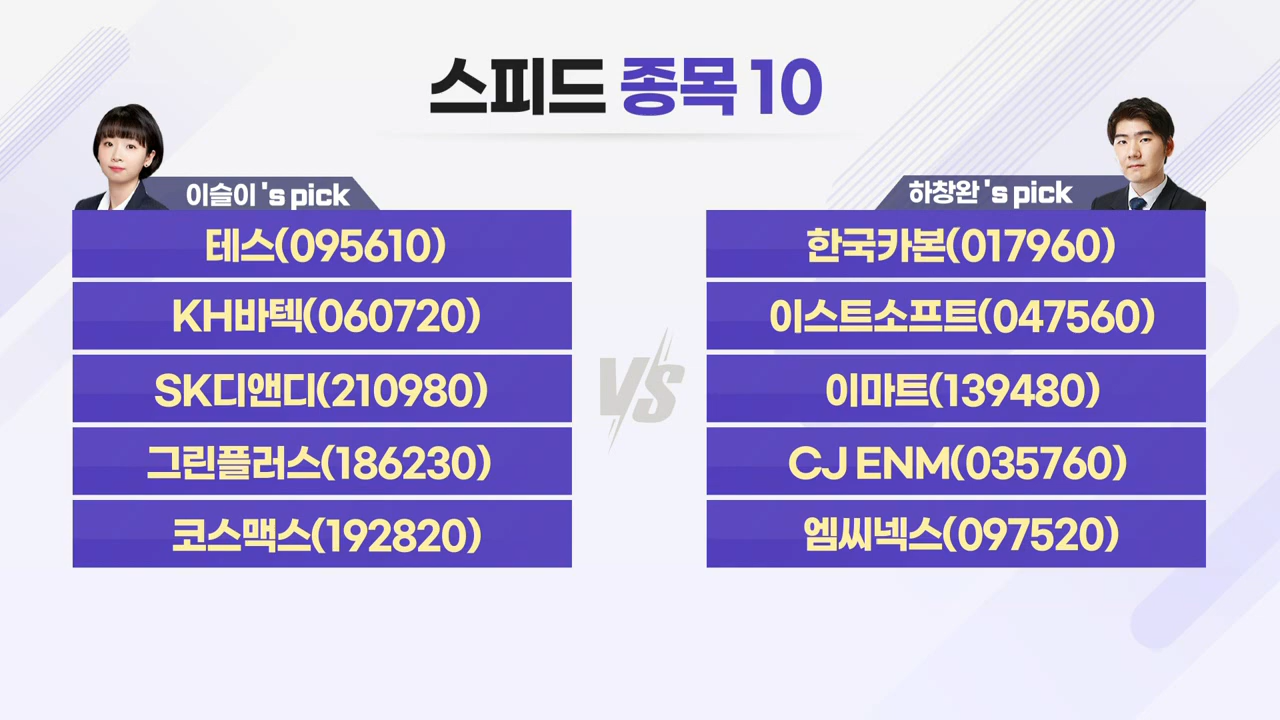 스피드 종목 10
이슬이 's pick
테스(095610)
KH바텍(060720)
SK디앤디(210980)
그린플러스(186230)
코스맥스(192820)
VS
하창완 's pick
한국카본(017960)
이스트소프트(047560)
이마트(139480)
CJ ENM(035760)
엠씨넥스(097520)